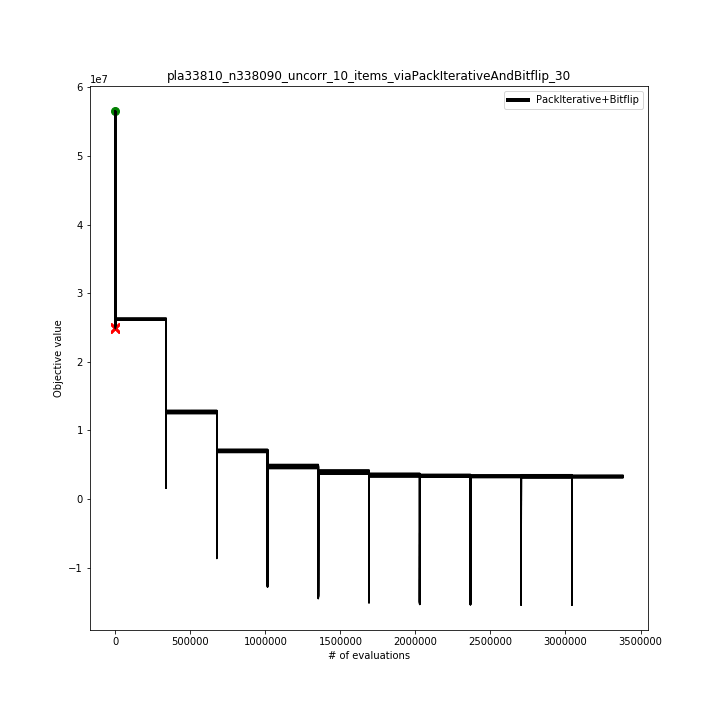 pla33810_n338090_uncorr_10_items_viaPackIterativeAndBitflip_30
1e7
PackIterative+Bitflip
6
5
4
3
2
1
0
−1
Objective value
0 500000 1000000 1500000 2000000 2500000 3000000 3500000
# of evaluations